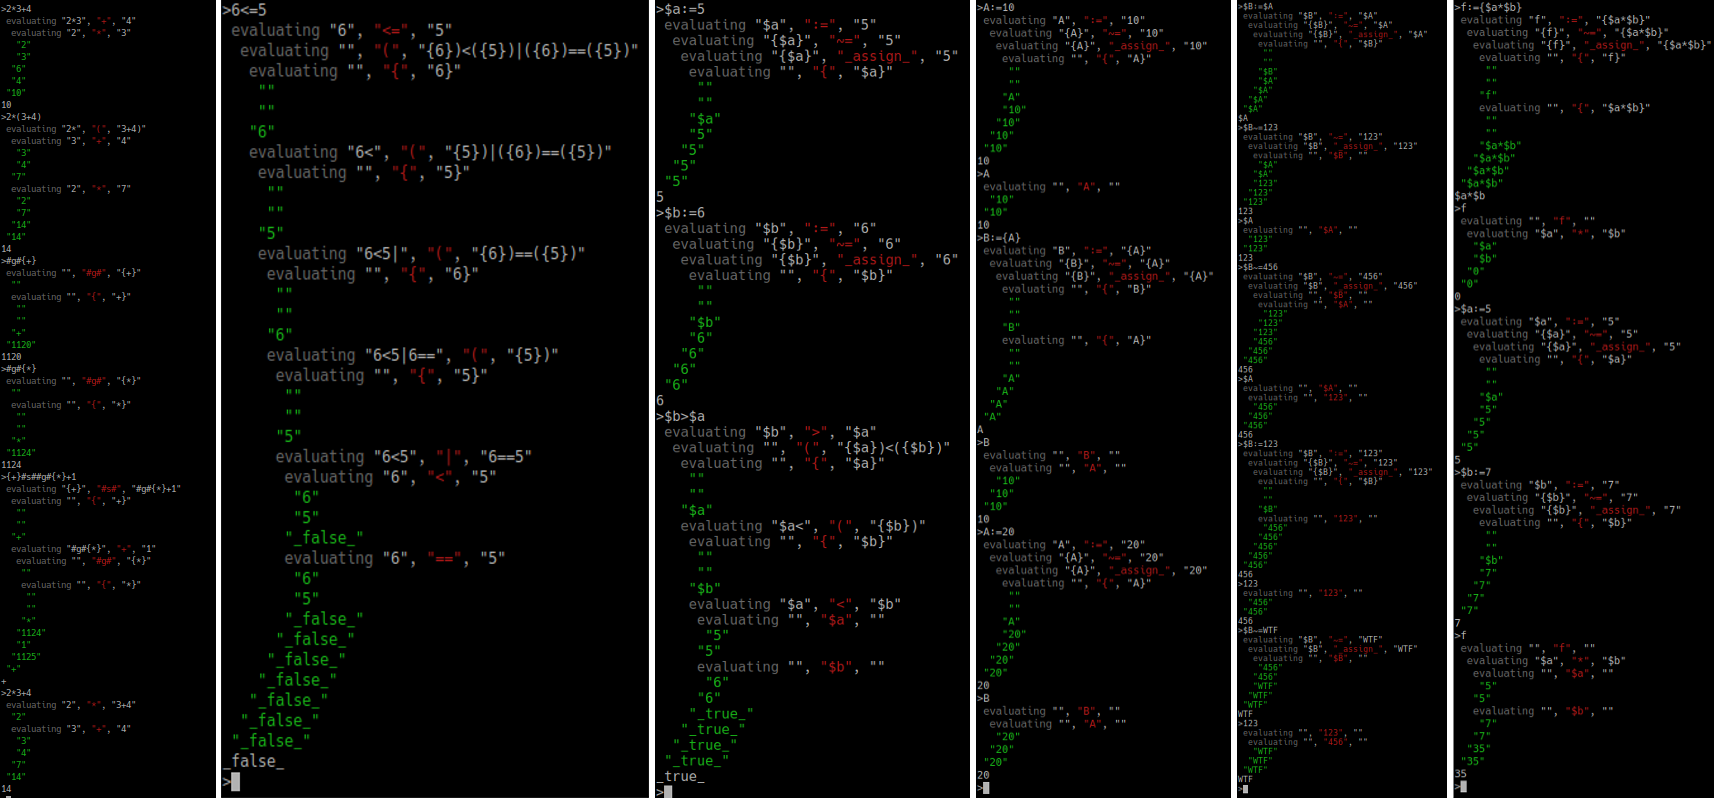 >2*3+4
evaluating "2*3", "+", "4"
evaluating "2", "*", "3"
"2"
"3"
"6"
"4"
"10"
10
>2*(3+4)
evaluating "2*", "(", "3+4)"
evaluating "3", "+", "4"
"3"
"4"
"7"
evaluating "2", "*", "7"
"2"
"7"
"14"
"14"
14
>#g#{+}
evaluating "", "#g#", "{+}"
""
evaluating "", "{", "+}"
""
""
"+"
"1120"
1120
>#g#{*}
evaluating "", "#g#", "{*}"
""
evaluating "", "{", "*}"
""
""
"*"
"1124"
1124
>{+}#s##g#{*}+1
evaluating "{+}", "#s#", "#g#{*}+1"
evaluating "", "{", "+}"
""
""
"+"
evaluating "#g#{*}", "+", "1"
evaluating "", "#g#", "{*}"
""
evaluating "", "{", "*}"
""
""
"*"
"1124"
"1"
"1125"
"+"
+
>2*3+4
evaluating "2", "*", "3+4"
"2"
evaluating "3", "+", "4"
"3"
"4"
"7"
"14"
14
>6<=5
evaluating "6", "<=", "5"
evaluating "", "(", "{6})<({5})|({6})==({5})"
evaluating "", "{", "6}"
""
""
"6"
evaluating "6<", "(", "{5})|({6})==({5})"
evaluating "", "{", "5}"
""
""
"5"
evaluating "6<5|", "(", "{6})==({5})"
evaluating "", "{", "6}"
""
""
"6"
evaluating "6<5|6==", "(", "{5})"
evaluating "", "{", "5}"
""
""
"5"
evaluating "6<5", "|", "6==5"
evaluating "6", "<", "5"
"6"
"5"
"_false_"
evaluating "6", "==", "5"
"6"
"5"
"_false_"
"_false_"
"_false_"
"_false_"
"_false_"
"_false_"
"_false_"
_false_
>
>$a:=5
evaluating "$a", ":=", "5"
evaluating "{$a}", "~=", "5"
evaluating "{$a}", "_assign_", "5"
evaluating "", "{", "$a}"
""
""
"$a"
"5"
"5"
"5"
"5"
5
>$b:=6
evaluating "$b", ":=", "6"
evaluating "{$b}", "~=", "6"
evaluating "{$b}", "_assign_", "6"
evaluating "", "{", "$b}"
""
""
"$b"
"6"
"6"
"6"
"6"
6
>$b>$a
evaluating "$b", ">", "$a"
evaluating "", "(", "{$a})<({$b})"
evaluating "", "{", "$a}"
""
""
"$a"
evaluating "$a<", "(", "{$b})"
evaluating "", "{", "$b}"
""
""
"$b"
evaluating "$a", "<", "$b"
evaluating "", "$a", ""
"5"
"5"
evaluating "", "$b", ""
"6"
"6"
"_true_"
"_true_"
"_true_"
"_true_"
_true_
>
>A:=10
evaluating "A", ":=", "10"
evaluating "{A}", "~=", "10"
evaluating "{A}", "_assign_", "10"
evaluating "", "{", "A}"
""
""
"A"
"10"
"10"
"10"
"10"
10
>A
evaluating "", "A", ""
"10"
"10"
10
>B:={A}
evaluating "B", ":=", "{A}"
evaluating "{B}", "~=", "{A}"
evaluating "{B}", "_assign_", "{A}"
evaluating "", "{", "B}"
""
""
"B"
evaluating "", "{", "A}"
""
""
"A"
"A"
"A"
"A"
A
>B
evaluating "", "B", ""
evaluating "", "A", ""
"10"
"10"
"10"
10
>A:=20
evaluating "A", ":=", "20"
evaluating "{A}", "~=", "20"
evaluating "{A}", "_assign_", "20"
evaluating "", "{", "A}"
""
""
"A"
"20"
"20"
"20"
"20"
20
>B
evaluating "", "B", ""
evaluating "", "A", ""
"20"
"20"
"20"
20
>
>$B:=$A
evaluating "$B", ":=", "$A"
evaluating "{$B}", "~=", "$A"
evaluating "{$B}", "_assign_", "$A"
evaluating "", "{", "$B}"
""
""
"$B"
"$A"
"$A"
"$A"
"$A"
$A
>$B~=123
evaluating "$B", "~=", "123"
evaluating "$B", "_assign_", "123"
evaluating "", "$B", ""
"$A"
"$A"
"123"
"123"
"123"
123
>$A
evaluating "", "$A", ""
"123"
"123"
123
>$B~=456
evaluating "$B", "~=", "456"
evaluating "$B", "_assign_", "456"
evaluating "", "$B", ""
evaluating "", "$A", ""
"123"
"123"
"123"
"456"
"456"
"456"
456
>$A
evaluating "", "$A", ""
evaluating "", "123", ""
"456"
"456"
"456"
456
>$B:=123
evaluating "$B", ":=", "123"
evaluating "{$B}", "~=", "123"
evaluating "{$B}", "_assign_", "123"
evaluating "", "{", "$B}"
""
""
"$B"
evaluating "", "123", ""
"456"
"456"
"456"
"456"
"456"
456
>123
evaluating "", "123", ""
"456"
"456"
456
>$B~=WTF
evaluating "$B", "~=", "WTF"
evaluating "$B", "_assign_", "WTF"
evaluating "", "$B", ""
"456"
"456"
"WTF"
"WTF"
"WTF"
WTF
>123
evaluating "", "123", ""
evaluating "", "456", ""
"WTF"
"WTF"
"WTF"
WTF
>
>f:={$a*$b}
evaluating "f", ":=", "{$a*$b}"
evaluating "{f}", "~=", "{$a*$b}"
evaluating "{f}", "_assign_", "{$a*$b}"
evaluating "", "{", "f}"
""
""
"f"
evaluating "", "{", "$a*$b}"
""
""
"$a*$b"
"$a*$b"
"$a*$b"
"$a*$b"
$a*$b
>f
evaluating "", "f", ""
evaluating "$a", "*", "$b"
"$a"
"$b"
"0"
"0"
0
>$a:=5
evaluating "$a", ":=", "5"
evaluating "{$a}", "~=", "5"
evaluating "{$a}", "_assign_", "5"
evaluating "", "{", "$a}"
""
""
"$a"
"5"
"5"
"5"
"5"
5
>$b:=7
evaluating "$b", ":=", "7"
evaluating "{$b}", "~=", "7"
evaluating "{$b}", "_assign_", "7"
evaluating "", "{", "$b}"
""
""
"$b"
"7"
"7"
"7"
"7"
7
>f
evaluating "", "f", ""
evaluating "$a", "*", "$b"
evaluating "", "$a", ""
"5"
"5"
evaluating "", "$b", ""
"7"
"7"
"35"
"35"
35
>